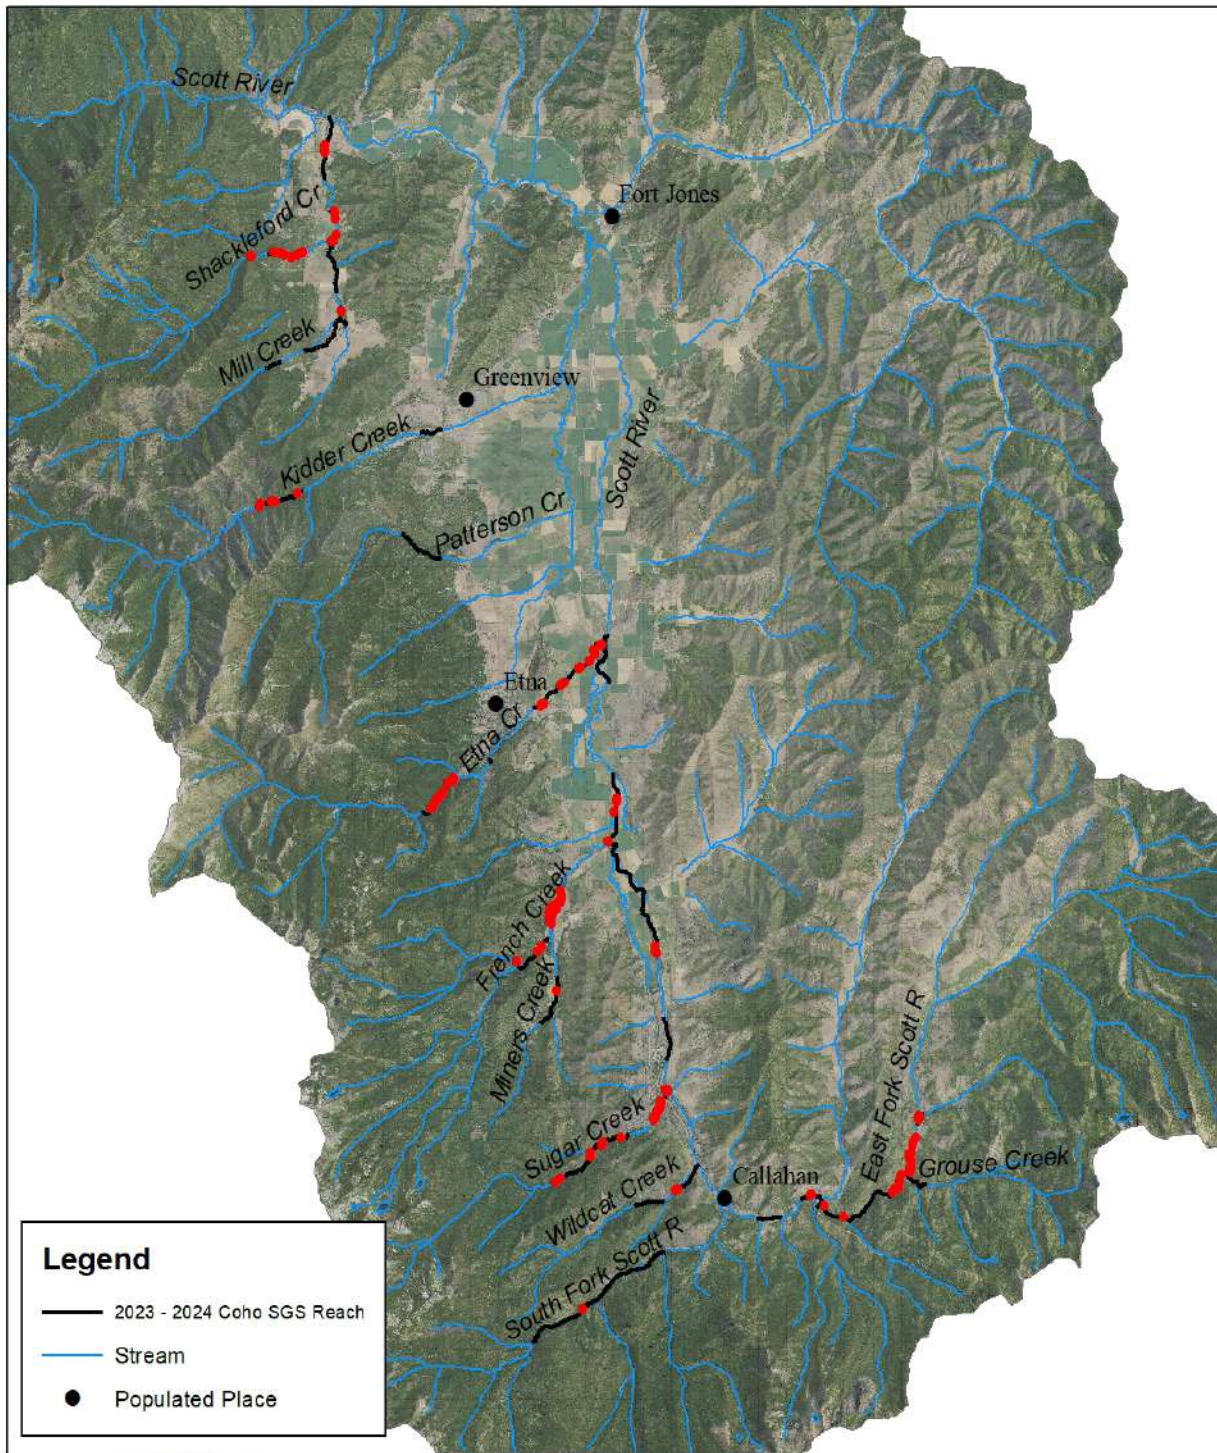 Scott River
Fort Jones
Shackleford Cr
Mill Creek
Greenview
Kidder Creek
Scott River
Patterson Cr
Etna
Etna Cr
French Creek
Miners Creek
East Fork Scott R
Sugar Creek
Grouse Creek
Callahan
Wildcat Creek
South Fork Scott R
Legend
2023 - 2024 Coho SGS Reach
Stream
Populated Place